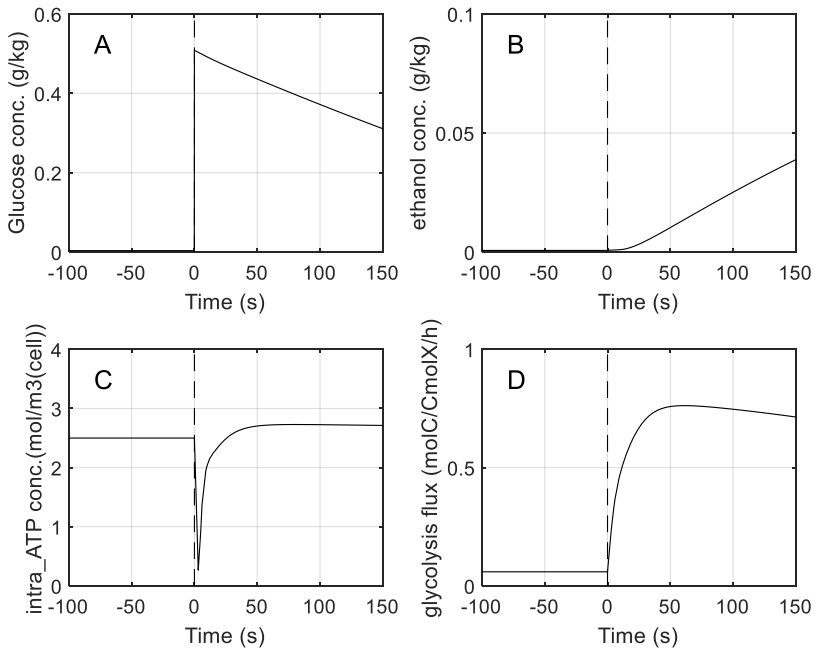 A
Glucose conc. (g/kg)
0.6
0.4
0.2
0
-100 -50 0 50 100 150
Time (s)
B
ethanol conc. (g/kg)
0.1
0.05
0
-100 -50 0 50 100 150
Time (s)
C
intra_ATP conc.(mol/m3(cell))
4
3
2
1
0
-100 -50 0 50 100 150
Time (s)
D
glycolysis flux (molC/CmolX/h)
1
0.5
0
-100 -50 0 50 100 150
Time (s)